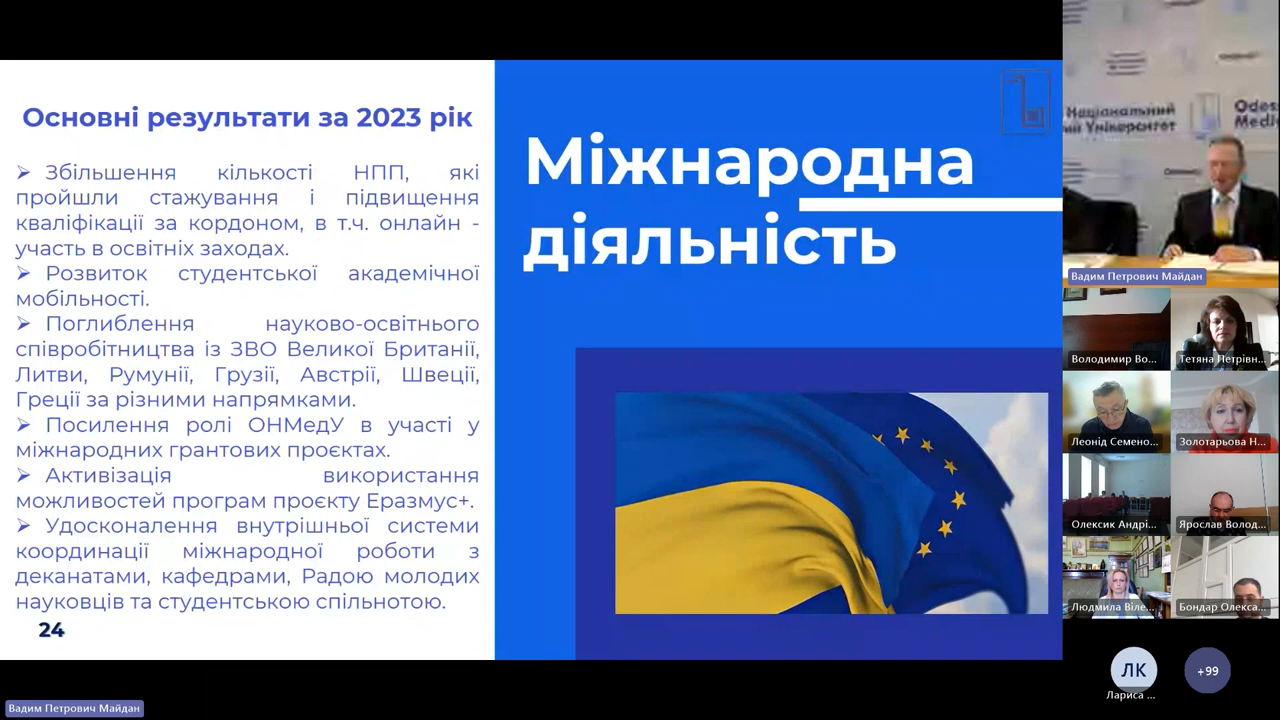 Основні результати за 2023 рік
➢ Збільшення кількості НПП, які
пройшли стажування і підвищення
кваліфікації за кордоном, в т.ч. онлайн -
участь в освітніх заходах.
➢ Розвиток студентської академічної
мобільності.
➢ Поглиблення науково-освітнього
співробітництва із ЗВО Великої Британії,
Литви, Румунії, Грузії, Австрії, Швеції,
Греції за різними напрямками.
➢ Посилення ролі ОНМедУ в участі у
міжнародних грантових проєктах.
➢ Активізація використання
можливостей програм проєкту Еразмус+.
➢ Удосконалення внутрішньої системи
координації міжнародної роботи з
деканатами, кафедрами, Радою молодих
науковців та студентською спільнотою.
24
Міжнародна
діяльність
Національний
Університет
Odes
Medic
Вадим Петрович Майдан
Володимир Во...
Тетяна Петрівн...
Леонід Семено...
Золотарьова Н...
Олексик Андрі...
Ярослав Волод...
Людмила Віле...
Бондар Олекса...
ЛК
+99
Лариса ...
Вадим Петрович Майдан